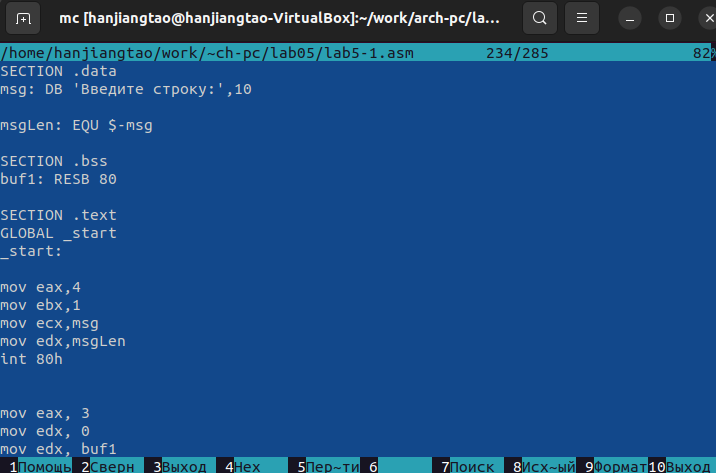 mc [hanjiangtao@hanjiangtao-VirtualBox]:~/work/arch-pc/la...
/home/hanjiangtao/work/~ch-pc/lab05/lab5-1.asm 234/285 82%
SECTION .data
msg: DB 'Введите строку:',10
msgLen: EQU $-msg
SECTION .bss
buf1: RESB 80
SECTION .text
GLOBAL _start
_start:
mov eax,4
mov ebx,1
mov ecx,msg
mov edx,msgLen
int 80h
mov eax, 3
mov edx, 0
mov edx, buf1
1Помощь 2Сверн 3Выход 4Hex 5Пер~ти 6 7Поиск 8Исх~ый 9Формат 10Выход